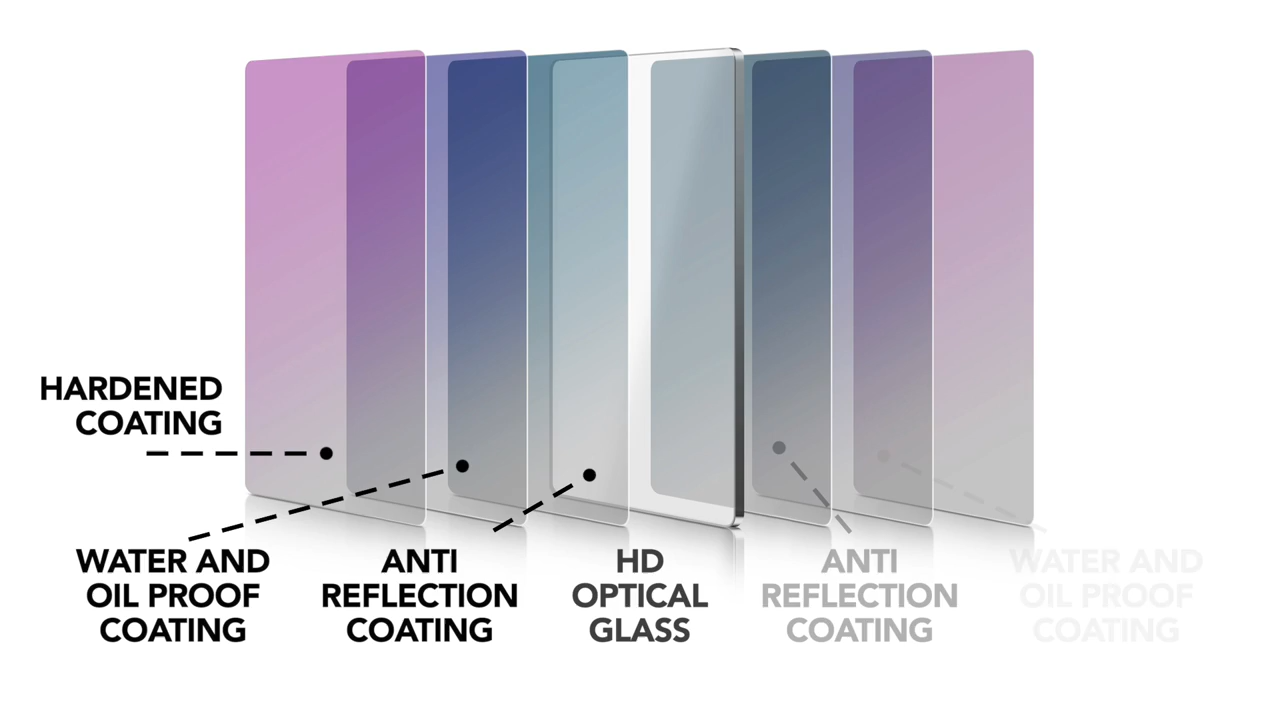 HARDENED
COATING
WATER AND
OIL PROOF
COATING
ANTI
REFLECTION
COATING
HD
OPTICAL
GLASS
ANTI
REFLECTION
COATING
WATER AND
OIL PROOF
COATING